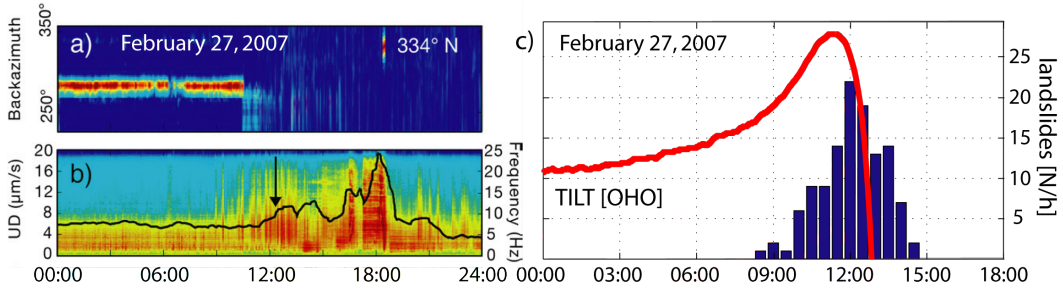 a) February 27, 2007
334° N
Backazimuth
350°
250°
b)
UD (μm/s)
20
16
12
8
4
0
25
20
15
10
5
0
Frequency (Hz)
00:00 06:00 12:00 18:00 24:00
c) February 27, 2007
TILT [OHO]
25
20
15
10
5
landslides [N/h]
00:00 03:00 06:00 09:00 12:00 15:00 18:00